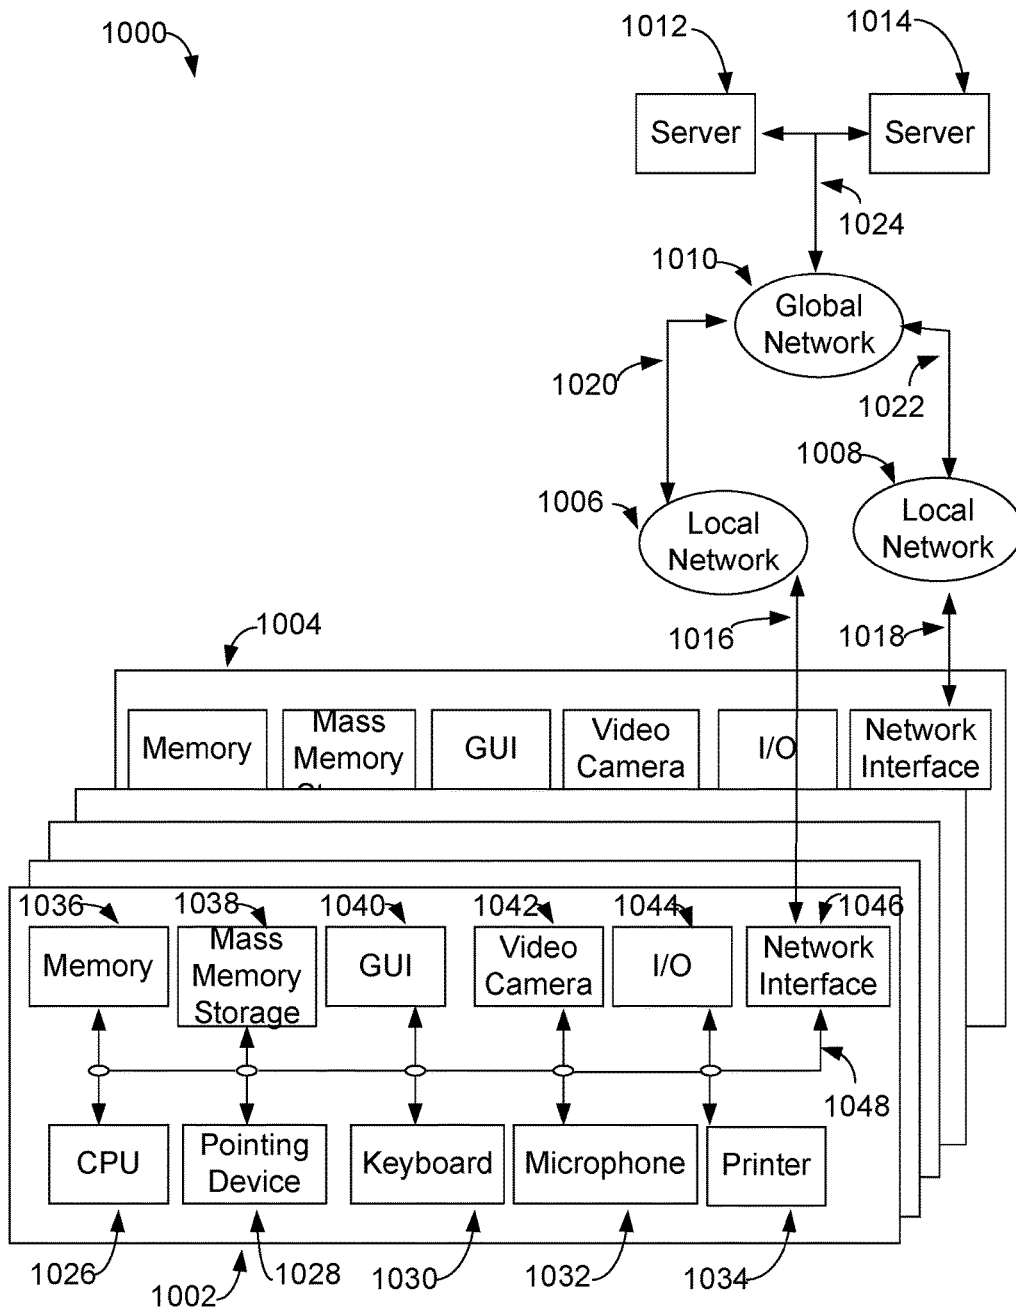 1000
1012
1014
Server
Server
1024
1010
Global
Network
1020
1022
1008
1006
Local
Network
Local
Network
1016
1018
1004
Memory
Mass
Memory
GUI
Video
Camera
I/O
Network
Interface
1036
1038
1040
1042
1044
1046
Memory
Mass
Memory
Storage
GUI
Video
Camera
I/O
Network
Interface
1048
CPU
Pointing
Device
Keyboard
Microphone
Printer
1026
1002
1028
1030
1032
1034